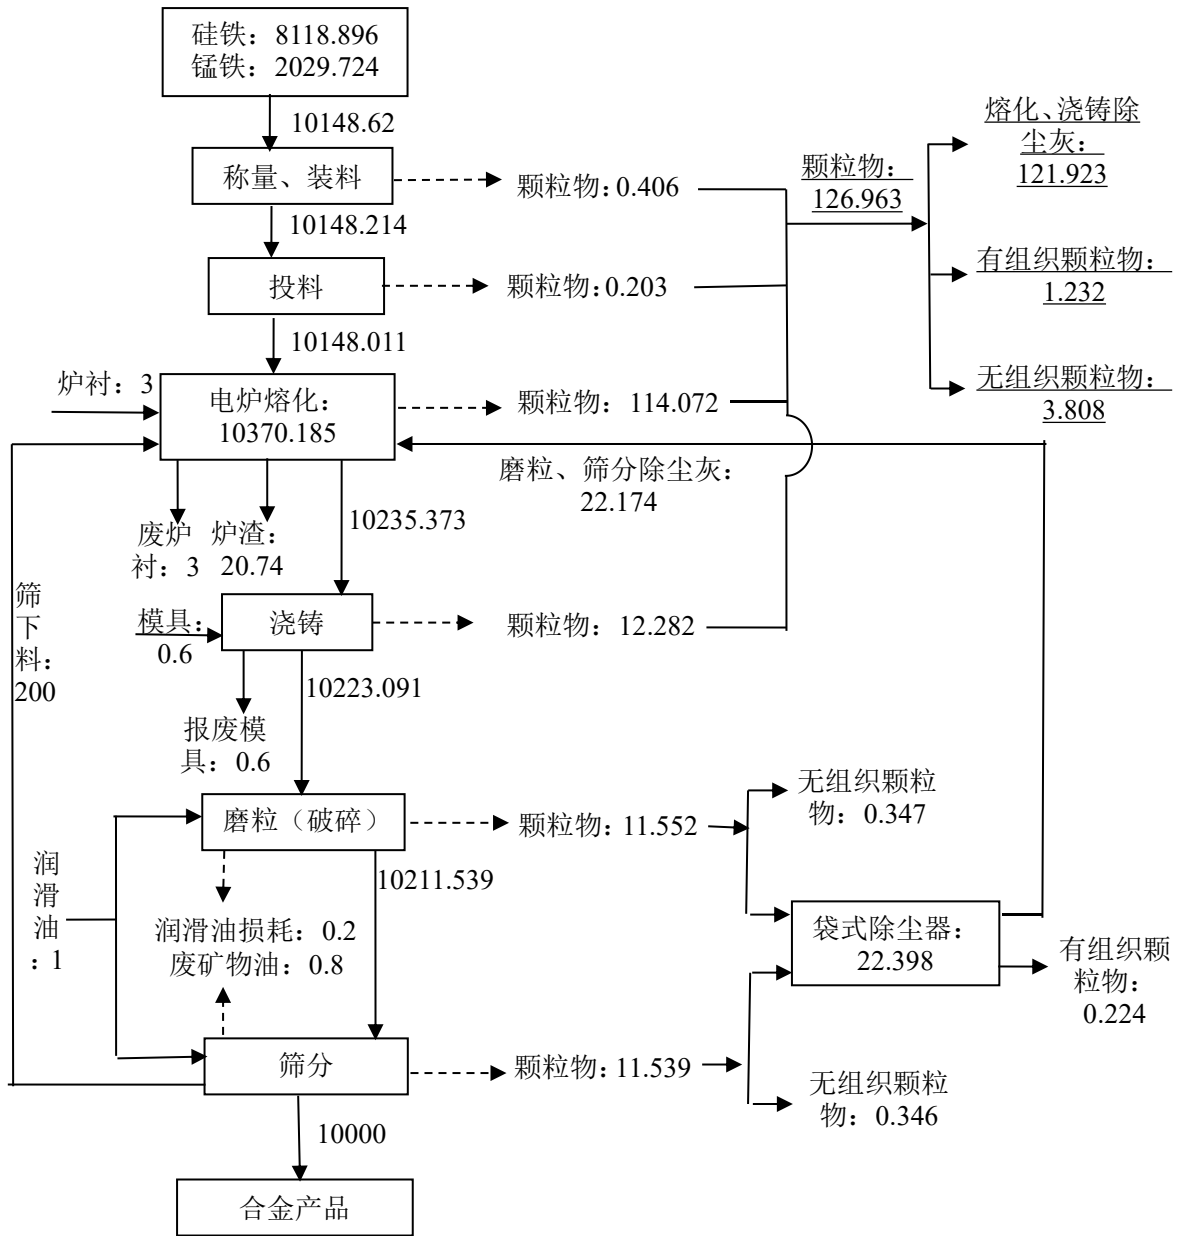 硅铁：8118.896
锰铁：2029.724
10148.62
称量、装料
颗粒物：0.406
颗粒物：
126.963
熔化、浇铸除
尘灰：
121.923
10148.214
投料
颗粒物：0.203
有组织颗粒物：
1.232
10148.011
炉衬：3
电炉熔化：
10370.185
颗粒物：114.072
无组织颗粒物：
3.808
磨粒、筛分除尘灰：
22.174
10235.373
废炉
衬：3
炉渣：
20.74
筛
下
料：
200
模具：
0.6
浇铸
颗粒物：12.282
10223.091
报废模
具：0.6
磨粒（破碎）
颗粒物：11.552
无组织颗粒
物：0.347
10211.539
润
滑
油
：1
润滑油损耗：0.2
废矿物油：0.8
袋式除尘器：
22.398
有组织颗
粒物：
0.224
筛分
颗粒物：11.539
无组织颗粒
物：0.346
10000
合金产品